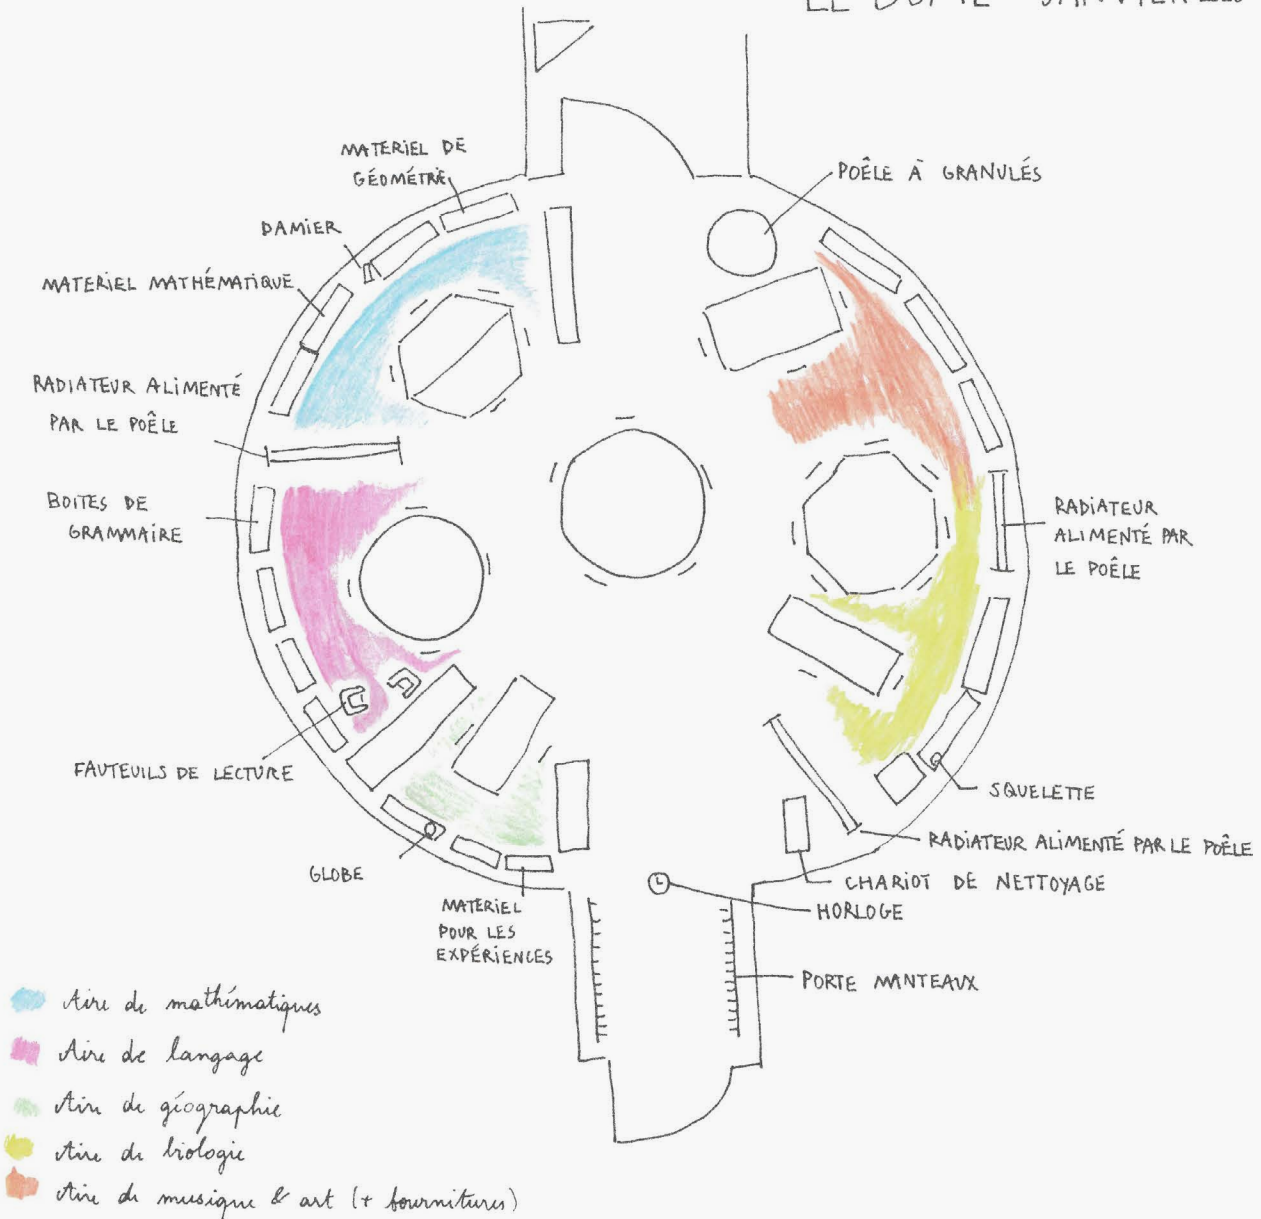 LE DÔME JANVIER
MATERIEL DE
GÉOMÉTRIE
POÊLE À GRANULÉS
DAMIER
MATERIEL MATHÉMATIQUE
RADIATEUR ALIMENTÉ
PAR LE POÊLE
BOITES DE
GRAMMAIRE
RADIATEUR
ALIMENTÉ PAR
LE POÊLE
FAUTEUILS DE LECTURE
SQUELETTE
RADIATEUR ALIMENTÉ PAR LE POÊLE
GLOBE
CHARIOT DE NETTOYAGE
HORLOGE
MATERIEL
POUR LES
EXPÉRIENCES
PORTE MANTEAUX
Aire de mathématiques
Aire de langage
Aire de géographie
Aire de biologie
Aire de musique & art (+ fournitures)